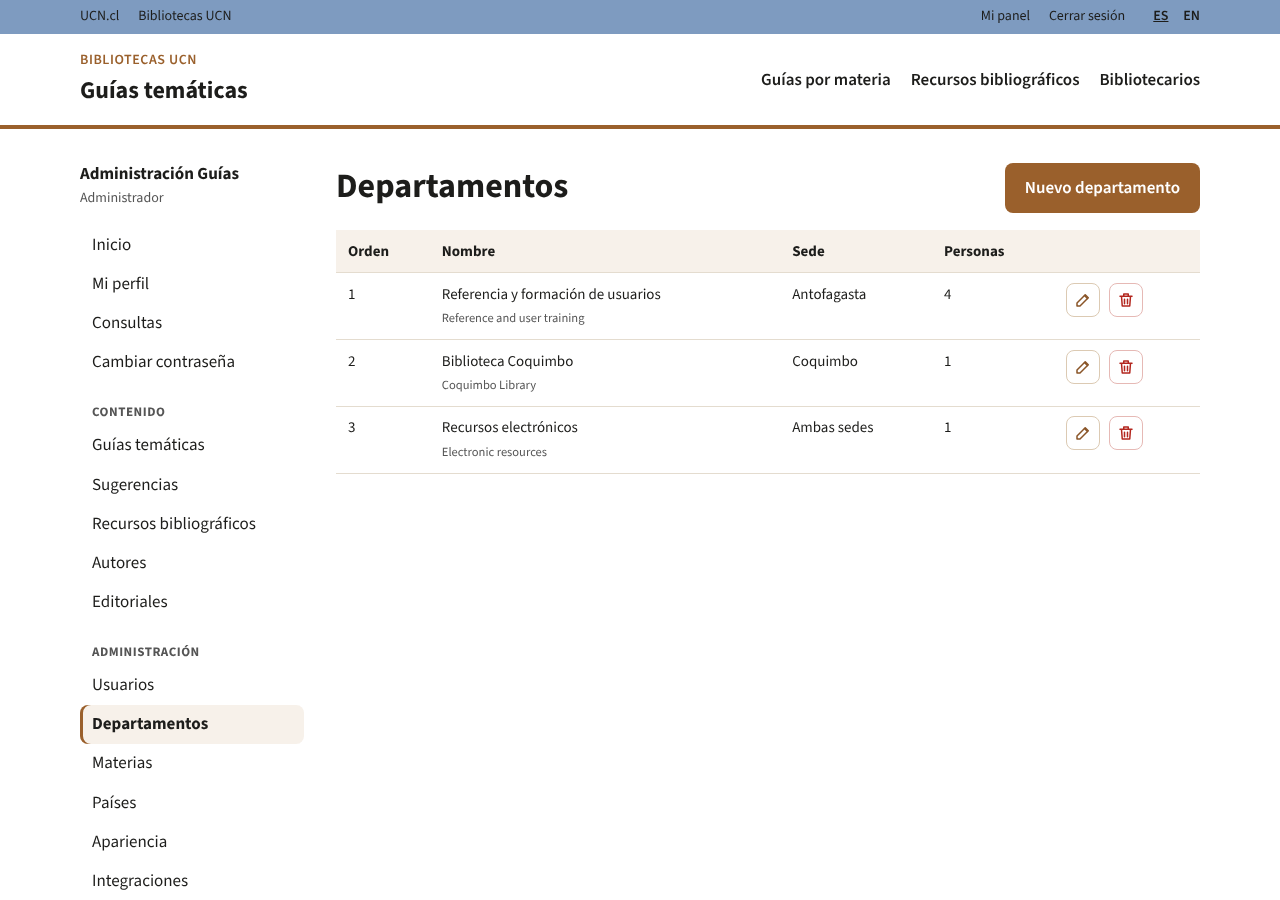 UCN.cl Bibliotecas UCN Mi panel Cerrar sesión ES EN
BIBLIOTECAS UCN
Guías temáticas
Guías por materia Recursos bibliográficos Bibliotecarios
Administración Guías
Administrador
Inicio
Mi perfil
Consultas
Cambiar contraseña
CONTENIDO
Guías temáticas
Sugerencias
Recursos bibliográficos
Autores
Editoriales
ADMINISTRACIÓN
Usuarios
Departamentos
Materias
Países
Apariencia
Integraciones
Departamentos
Nuevo departamento
Orden Nombre Sede Personas
1 Referencia y formación de usuarios Antofagasta 4
Reference and user training
2 Biblioteca Coquimbo Coquimbo 1
Coquimbo Library
3 Recursos electrónicos Ambas sedes 1
Electronic resources